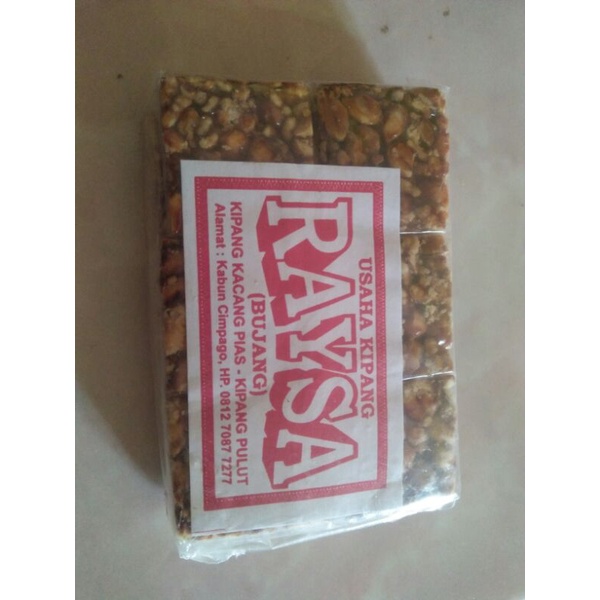 USAHA KIPANG
RAYSA
(BUJANG)
KIPANG KACANG PIAS - KIPANG PULUT
Alamat : Kabun Cimpago, HP. 0812 7087 7277